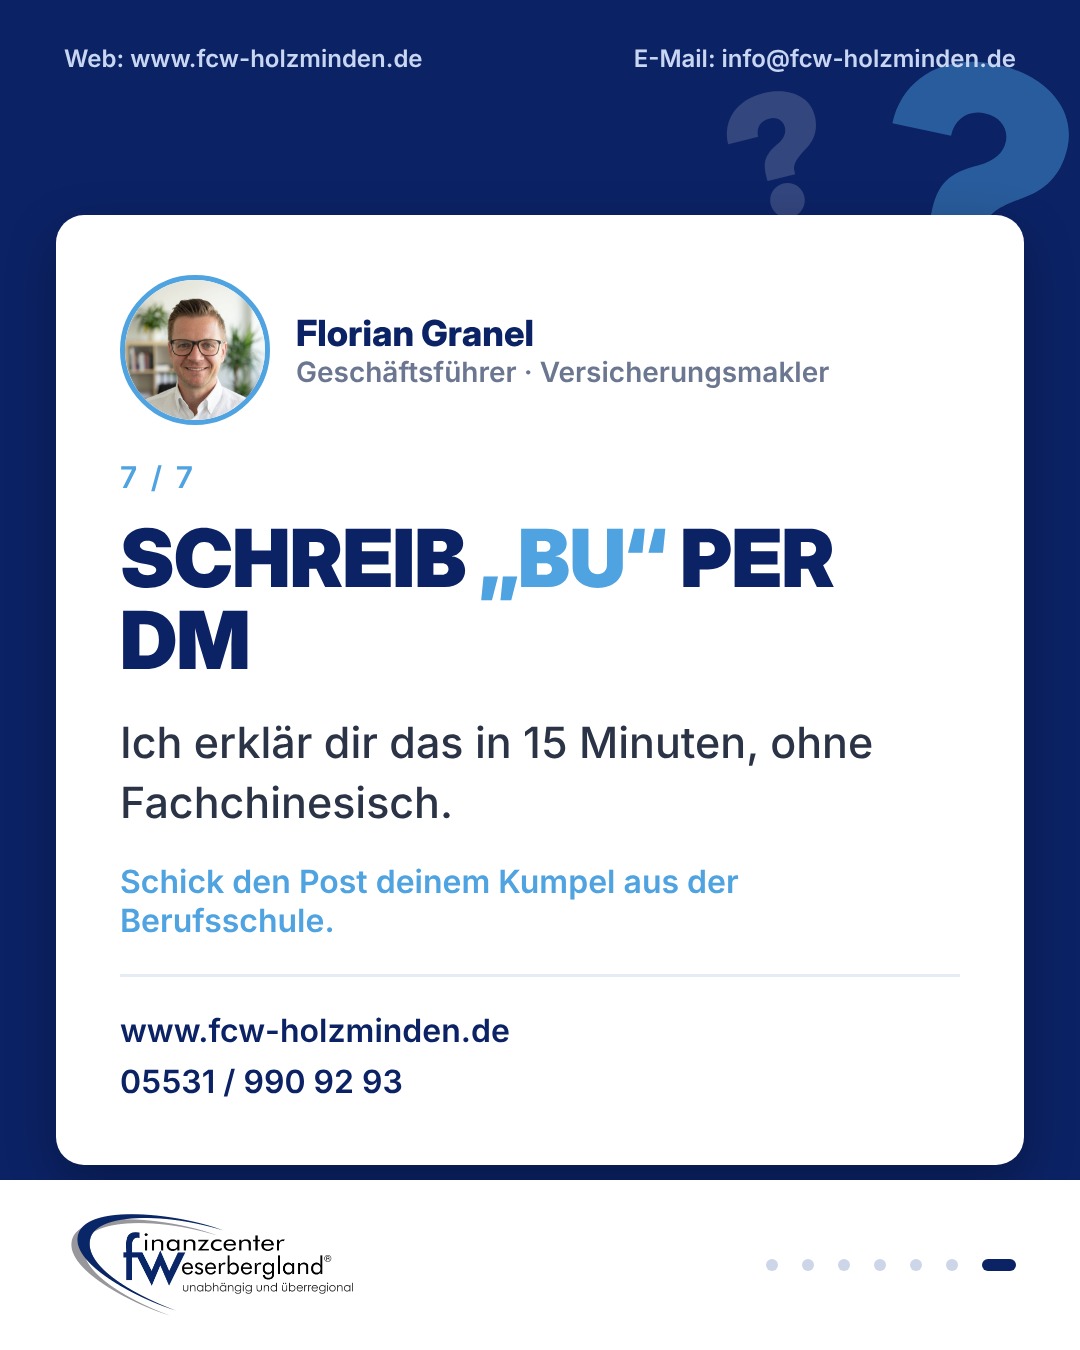 Web: www.fcw-holzminden.de
E-Mail: info@fcw-holzminden.de
? ?
Florian Granel
Geschäftsführer · Versicherungsmakler
7 / 7
SCHREIB „BU“ PER
DM
Ich erklär dir das in 15 Minuten, ohne
Fachchinesisch.
Schick den Post deinem Kumpel aus der
Berufsschule.
www.fcw-holzminden.de
05531 / 990 92 93
finanzcenter
Weserbergland®
unabhängig und überregional